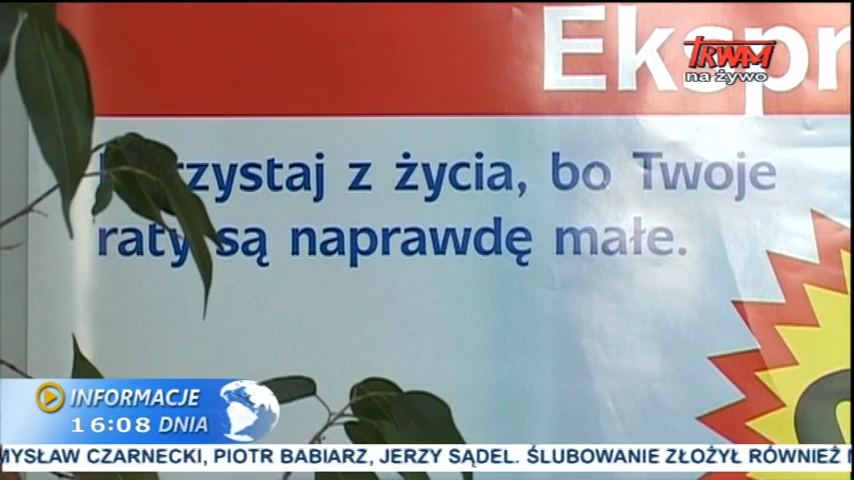 Ekspr
TRWAM
na żywo
Korzystaj z życia, bo Twoje
raty są naprawdę małe.
INFORMACJE
16:08 DNIA
MYSŁAW CZARNECKI, PIOTR BABIARZ, JERZY SĄDEL. ŚLUBOWANIE ZŁOŻYŁ RÓWNIEŻ